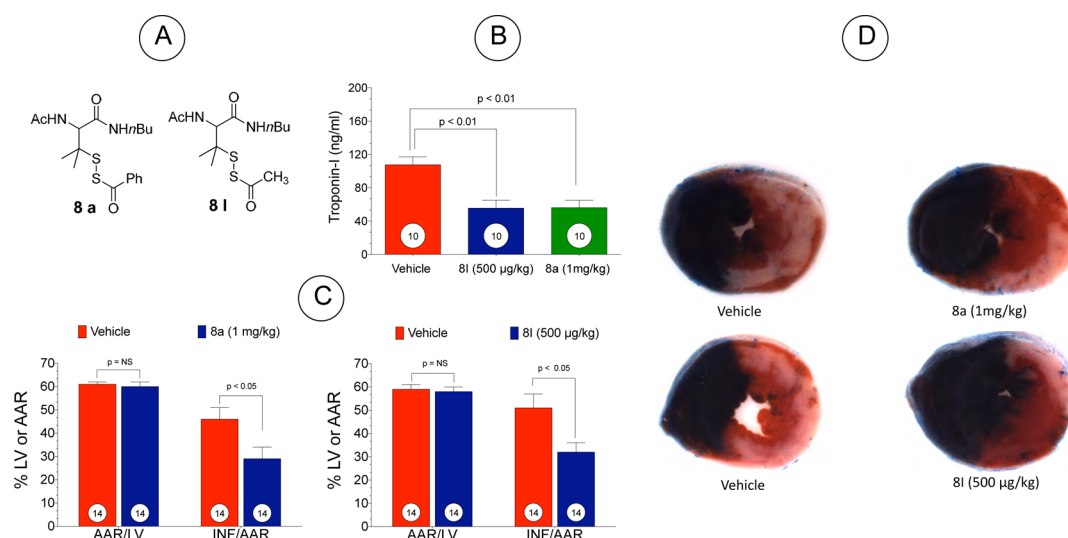 A
AcHN
O
NHnBu
S
S
Ph
O
8 a
AcHN
O
NHnBu
S
S
CH3
O
8 l
B
Troponin-I (ng/ml)
200
160
120
80
40
0
p < 0.01
p < 0.01
10
10
10
Vehicle
8l (500 µg/kg)
8a (1mg/kg)
C
Vehicle
8a (1 mg/kg)
% LV or AAR
70
60
50
40
30
20
10
0
p = NS
p < 0.05
14
14
14
14
AAR/LV
INF/AAR
Vehicle
8l (500 µg/kg)
% LV or AAR
70
60
50
40
30
20
10
0
p = NS
p < 0.05
14
14
14
14
AAR/LV
INF/AAR
D
Vehicle
8a (1mg/kg)
Vehicle
8l (500 µg/kg)